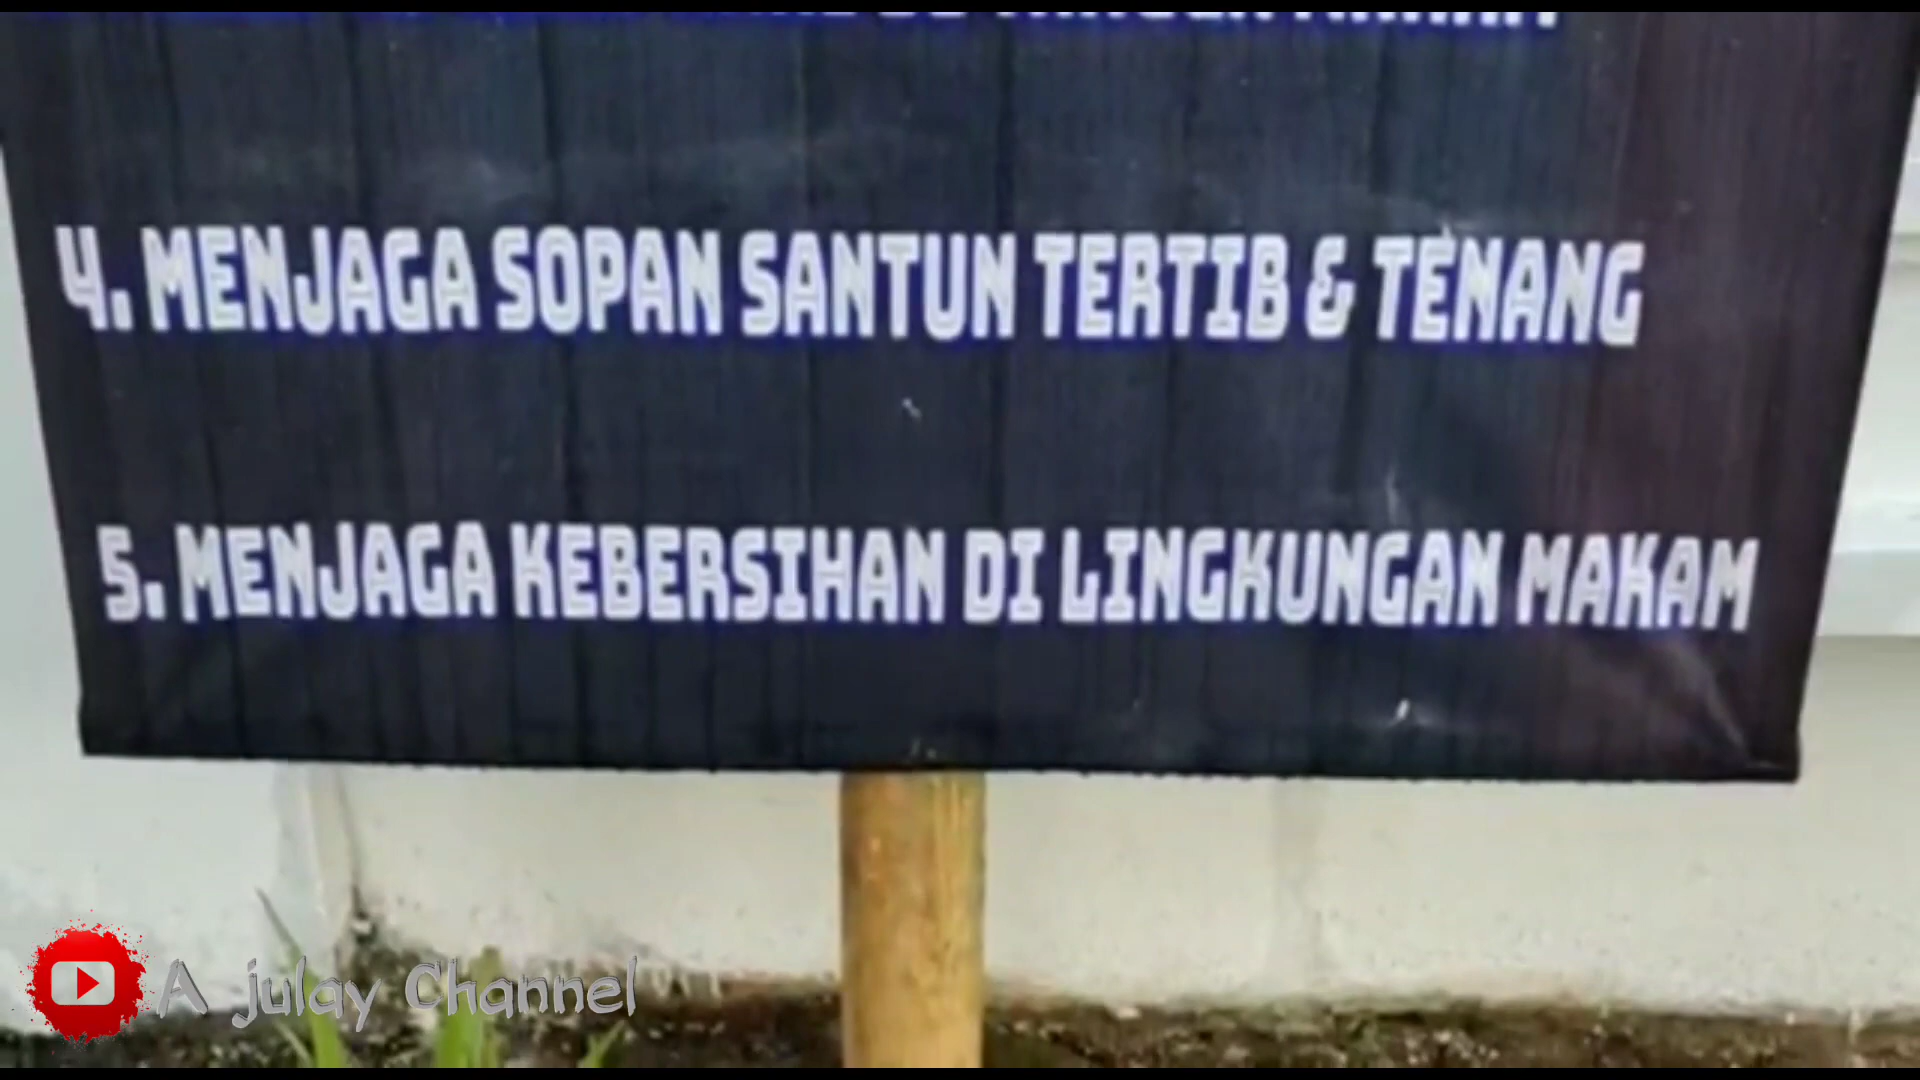 4. MENJAGA SOPAN SANTUN TERTIB & TENANG
5. MENJAGA KEBERSIHAN DI LINGKUNGAN MAKAM
A julay Channel